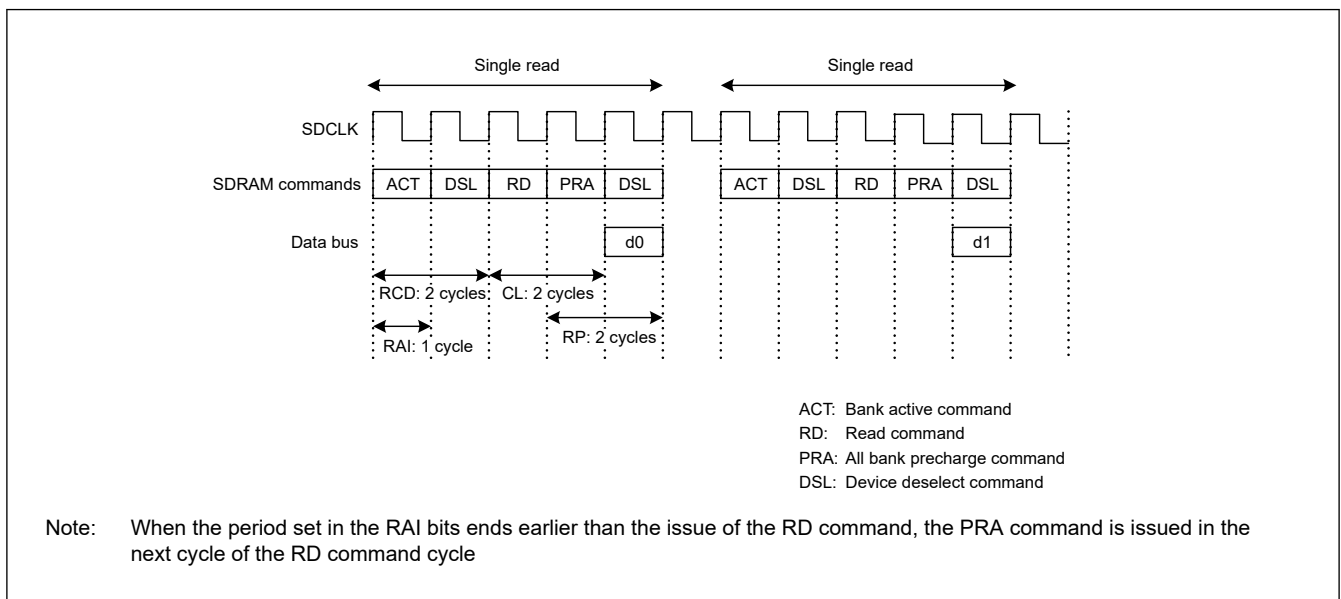 Single read Single read
SDCLK
SDRAM commands ACT DSL RD PRA DSL ACT DSL RD PRA DSL
Data bus d0 d1
RCD: 2 cycles CL: 2 cycles
RAI: 1 cycle RP: 2 cycles
ACT: Bank active command
RD: Read command
PRA: All bank precharge command
DSL: Device deselect command
Note: When the period set in the RAI bits ends earlier than the issue of the RD command, the PRA command is issued in the
next cycle of the RD command cycle